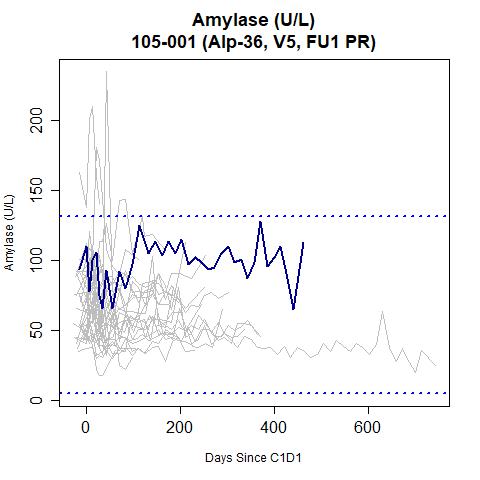 Amylase (U/L)
105-001 (Alp-36, V5, FU1 PR)
Amylase (U/L)
200
150
100
50
0
0 200 400 600
Days Since C1D1